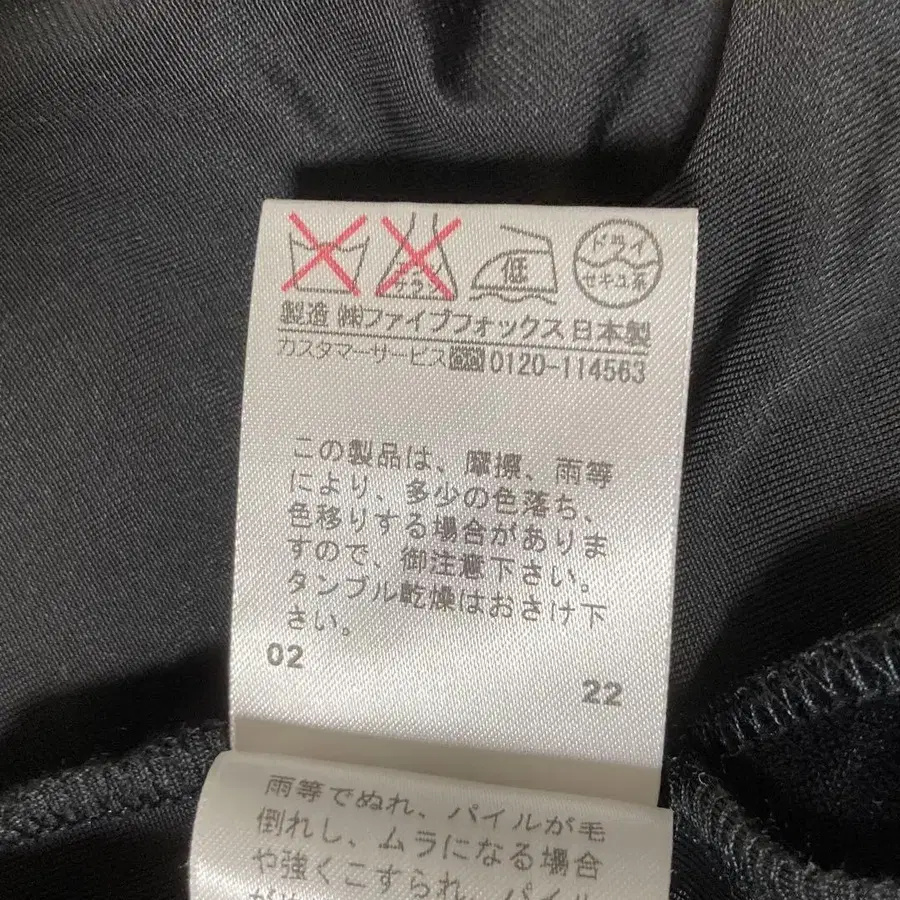 低
ドライ
セキユ系
製造 ㈱ファイブフォックス 日本製
カスタマーサービス 0120-114563
この製品は、摩擦、雨等
により、多少の色落ち、
色移りする場合がありま
すので、御注意下さい。
タンブル乾燥はおさけ下
さい。
02
22
雨等でぬれ、パイルが毛
倒れし、ムラになる場合
や強くこすられ、パイル